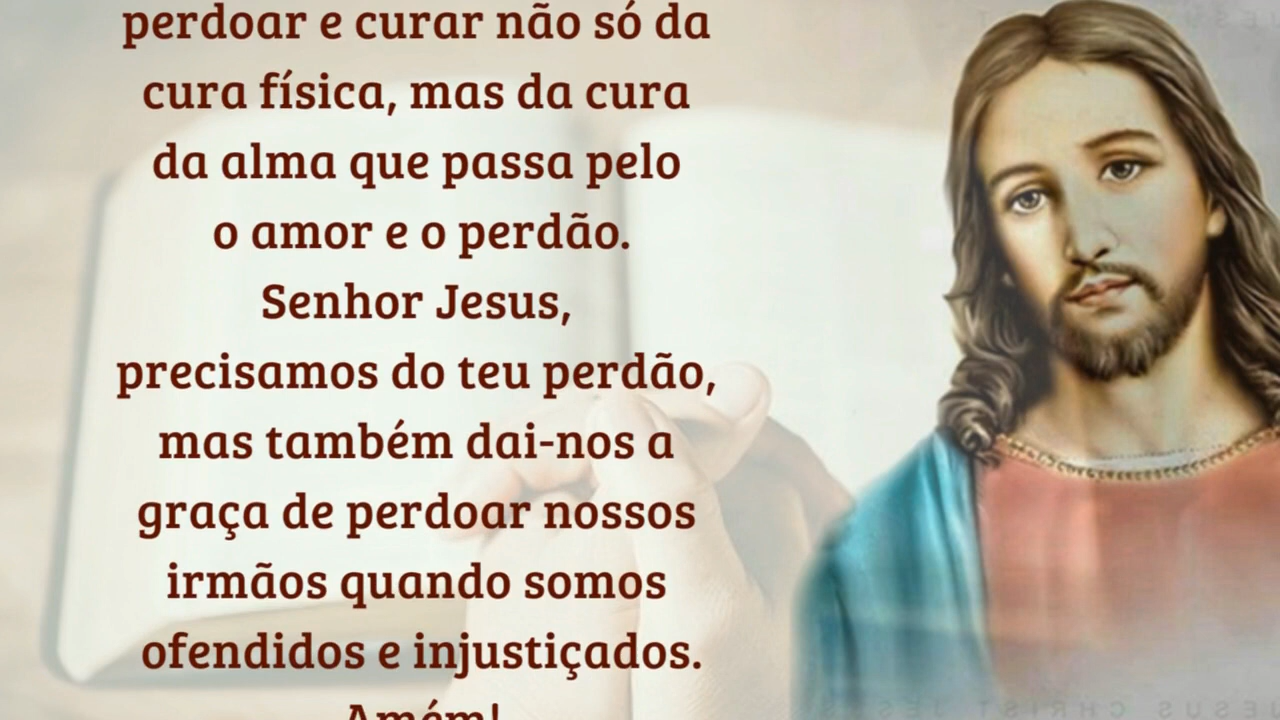 perdoar e curar não só da
cura física, mas da cura
da alma que passa pelo
o amor e o perdão.
Senhor Jesus,
precisamos do teu perdão,
mas também dai-nos a
graça de perdoar nossos
irmãos quando somos
ofendidos e injustiçados.
Amém!